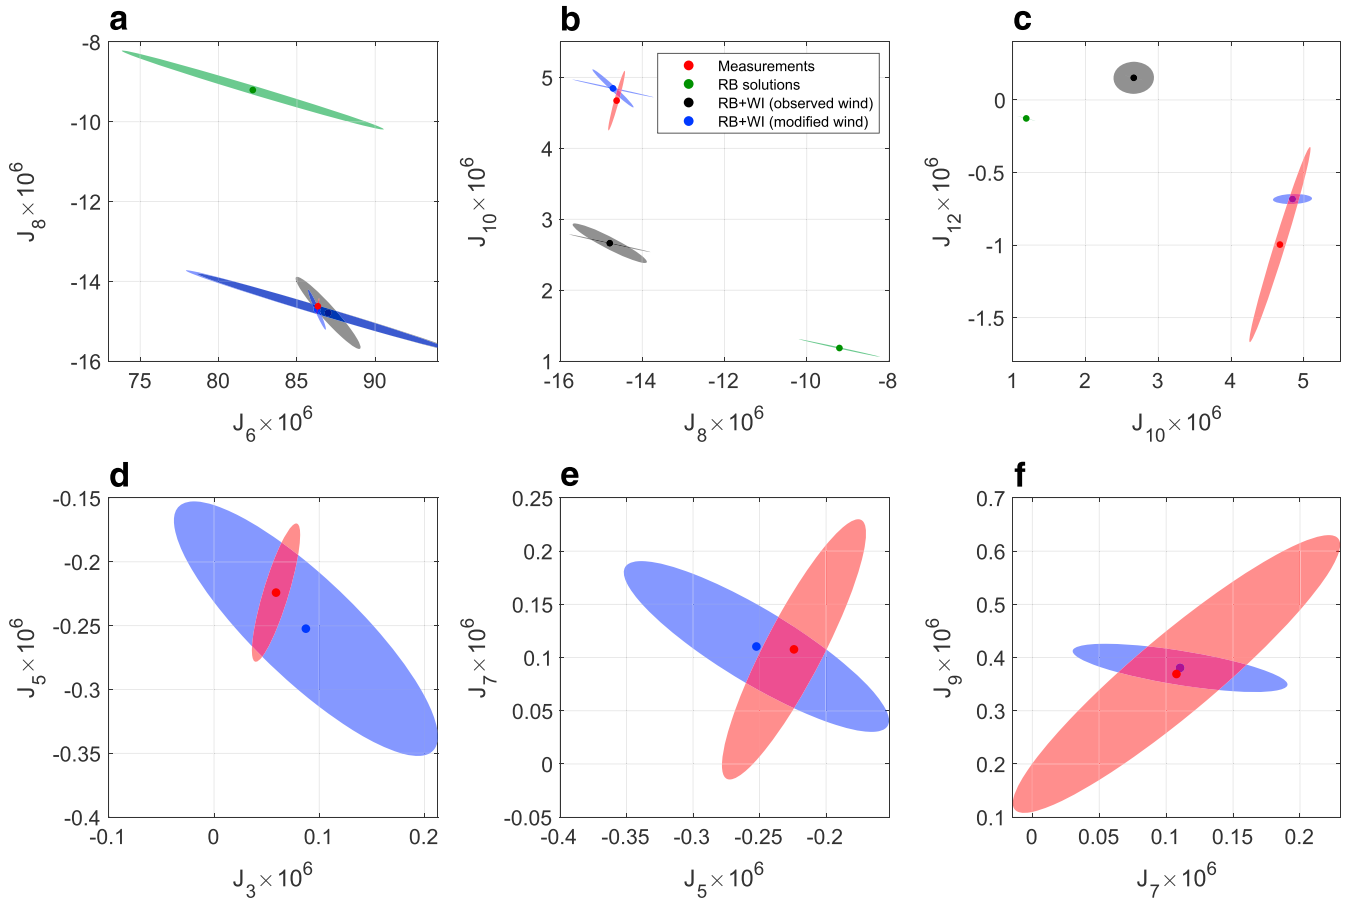 a
-8
-10
-12
-14
-16
75
80
85
90
J8×10^6
J6×10^6
b
5
4
3
2
1
-16
-14
-12
-10
-8
J10×10^6
J8×10^6
Measurements
RB solutions
RB+WI (observed wind)
RB+WI (modified wind)
c
0
-0.5
-1
-1.5
1
2
3
4
5
J12×10^6
J10×10^6
d
-0.15
-0.2
-0.25
-0.3
-0.35
-0.4
-0.1
0
0.1
0.2
J5×10^6
J3×10^6
e
0.25
0.2
0.15
0.1
0.05
0
-0.05
-0.4
-0.35
-0.3
-0.25
-0.2
J7×10^6
J5×10^6
f
0.7
0.6
0.5
0.4
0.3
0.2
0.1
0
0.05
0.1
0.15
0.2
J9×10^6
J7×10^6